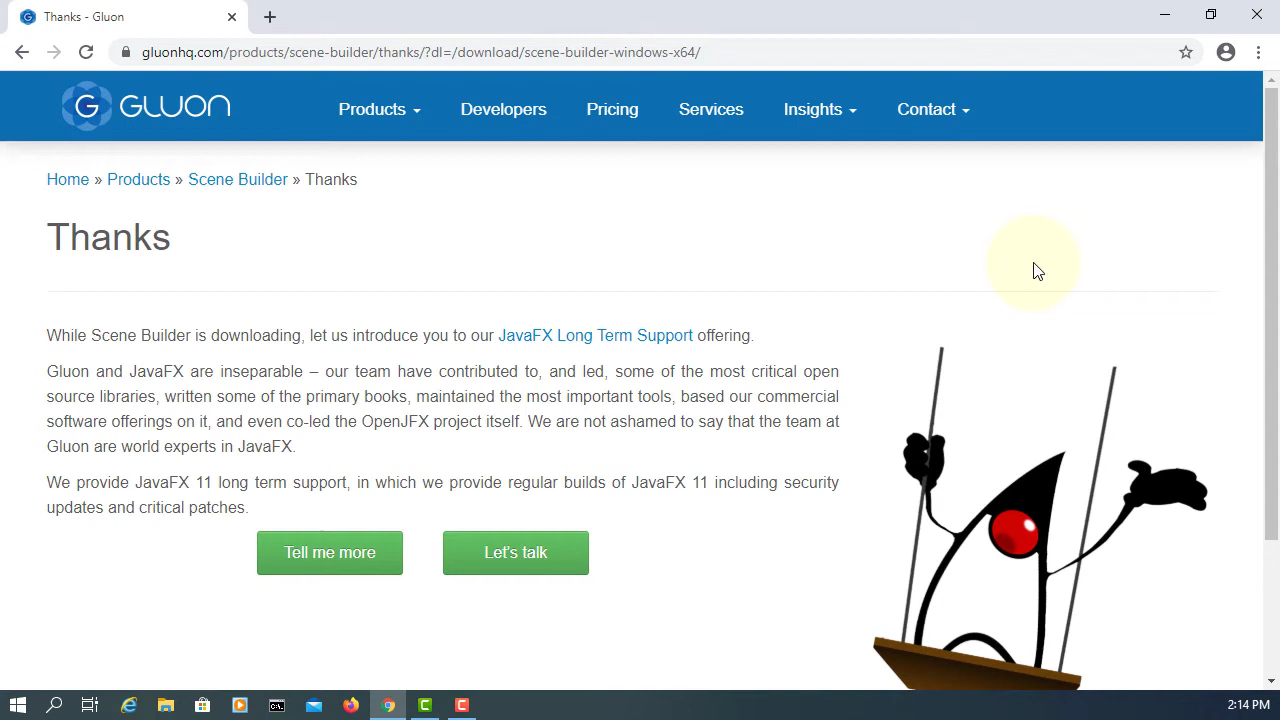 Thanks - Gluon
gluonhq.com/products/scene-builder/thanks/?dl=/download/scene-builder-windows-x64/
G GLUON
Products
Developers
Pricing
Services
Insights
Contact
Home » Products » Scene Builder » Thanks
Thanks
While Scene Builder is downloading, let us introduce you to our JavaFX Long Term Support offering.
Gluon and JavaFX are inseparable – our team have contributed to, and led, some of the most critical open
source libraries, written some of the primary books, maintained the most important tools, based our commercial
software offerings on it, and even co-led the OpenJFX project itself. We are not ashamed to say that the team at
Gluon are world experts in JavaFX.
We provide JavaFX 11 long term support, in which we provide regular builds of JavaFX 11 including security
updates and critical patches.
Tell me more
Let's talk
2:14 PM